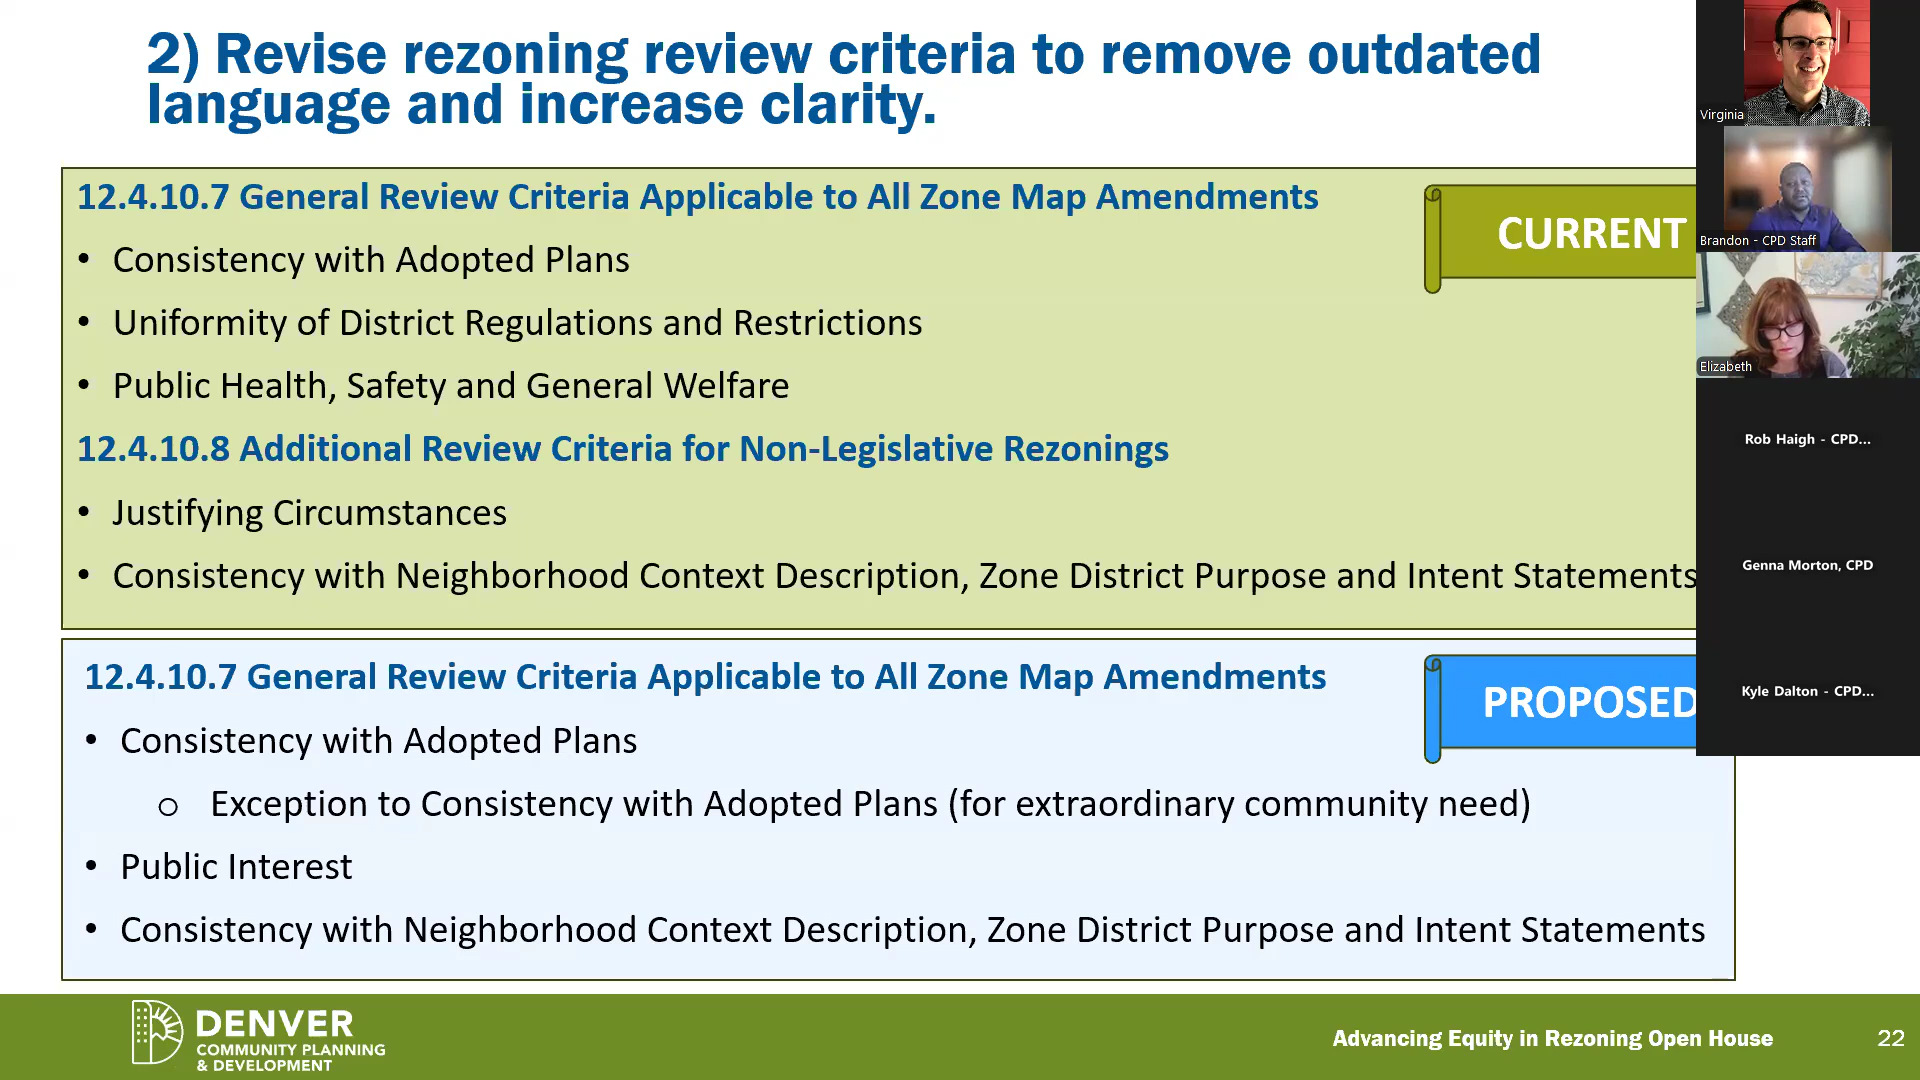 2) Revise rezoning review criteria to remove outdated
language and increase clarity.
12.4.10.7 General Review Criteria Applicable to All Zone Map Amendments
CURRENT
• Consistency with Adopted Plans
• Uniformity of District Regulations and Restrictions
• Public Health, Safety and General Welfare
12.4.10.8 Additional Review Criteria for Non-Legislative Rezonings
• Justifying Circumstances
• Consistency with Neighborhood Context Description, Zone District Purpose and Intent Statements
12.4.10.7 General Review Criteria Applicable to All Zone Map Amendments
PROPOSED
• Consistency with Adopted Plans
o Exception to Consistency with Adopted Plans (for extraordinary community need)
• Public Interest
• Consistency with Neighborhood Context Description, Zone District Purpose and Intent Statements
Virginia
Brandon - CPD Staff
Elizabeth
Rob Haigh - CPD...
Genna Morton, CPD
Kyle Dalton - CPD...
DENVER
COMMUNITY PLANNING
& DEVELOPMENT
Advancing Equity in Rezoning Open House
22